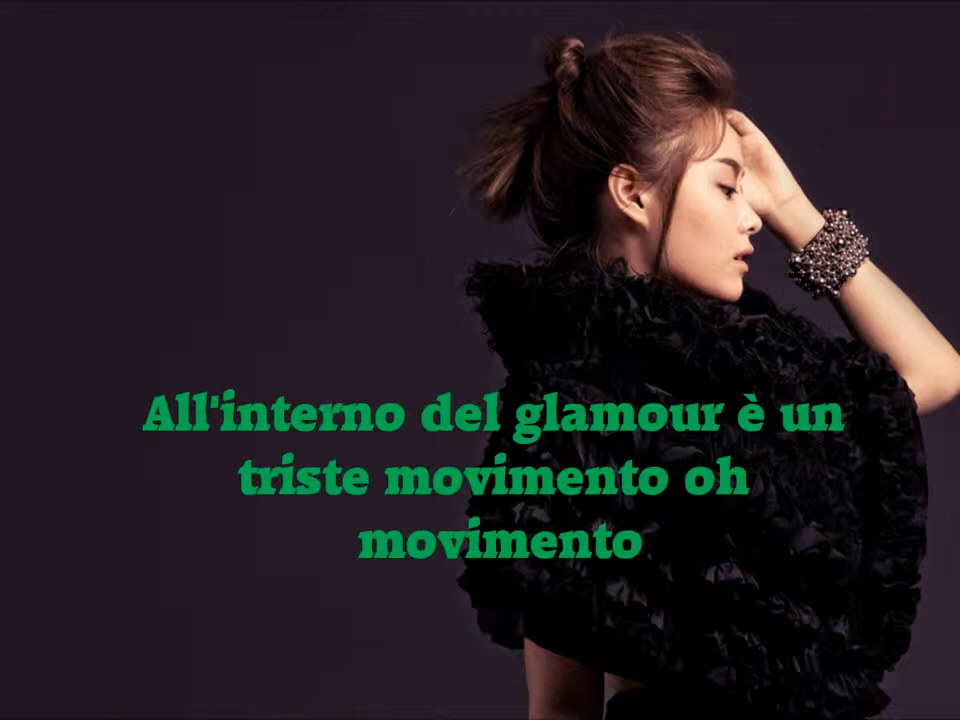 All'interno del glamour è un
triste movimento oh
movimento